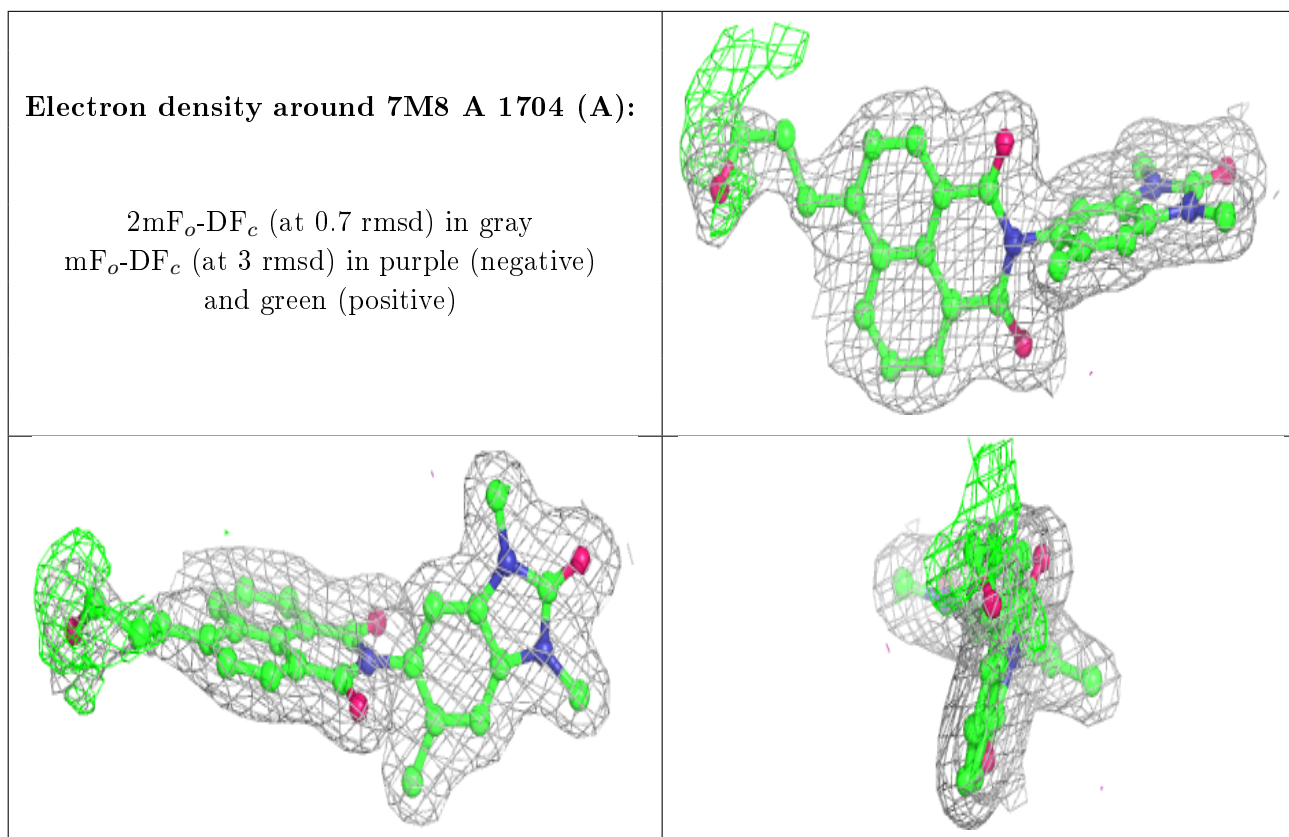 Electron density around 7M8 A 1704 (A):
2mFo-DFc (at 0.7 rmsd) in gray
mFo-DFc (at 3 rmsd) in purple (negative)
and green (positive)